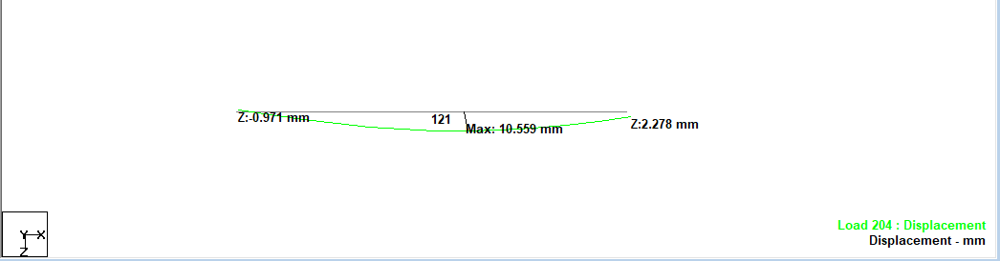 Z:-0.971 mm
121
Max: 10.559 mm
Z:2.278 mm
Y X
Z
Load 204 : Displacement
Displacement - mm